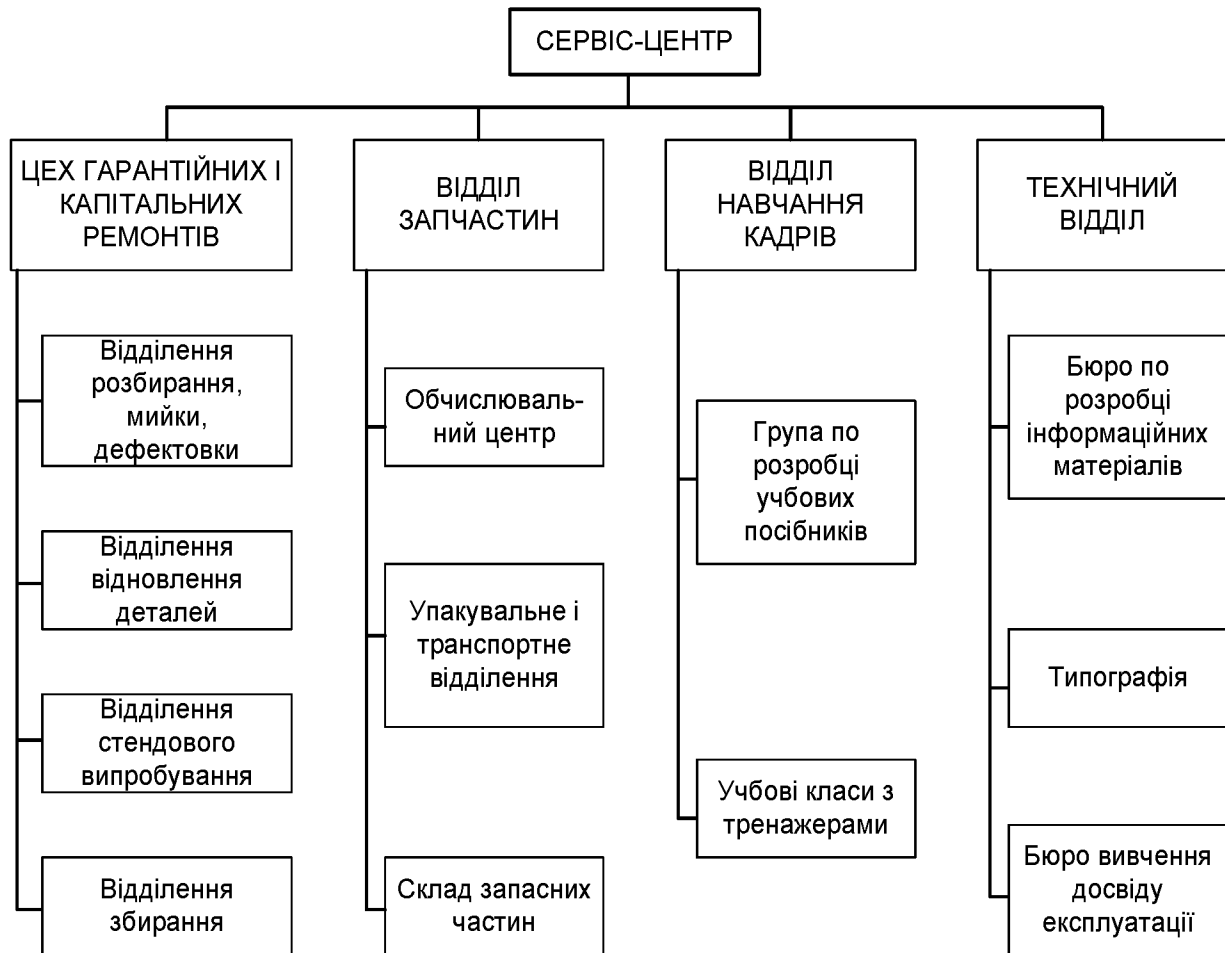 СЕРВІС-ЦЕНТР
ЦЕХ ГАРАНТІЙНИХ І
КАПІТАЛЬНИХ
РЕМОНТІВ
Відділення
розбирання,
мийки,
дефектовки
Відділення
відновлення
деталей
Відділення
стендового
випробування
Відділення
збирання
ВІДДІЛ
ЗАПЧАСТИН
Обчислюваль-
ний центр
Упакувальне і
транспортне
відділення
Склад запасних
частин
ВІДДІЛ
НАВЧАННЯ
КАДРІВ
Група по
розробці
учбових
посібників
Учбові класи з
тренажерами
ТЕХНІЧНИЙ
ВІДДІЛ
Бюро по
розробці
інформаційних
матеріалів
Типографія
Бюро вивчення
досвіду
експлуатації